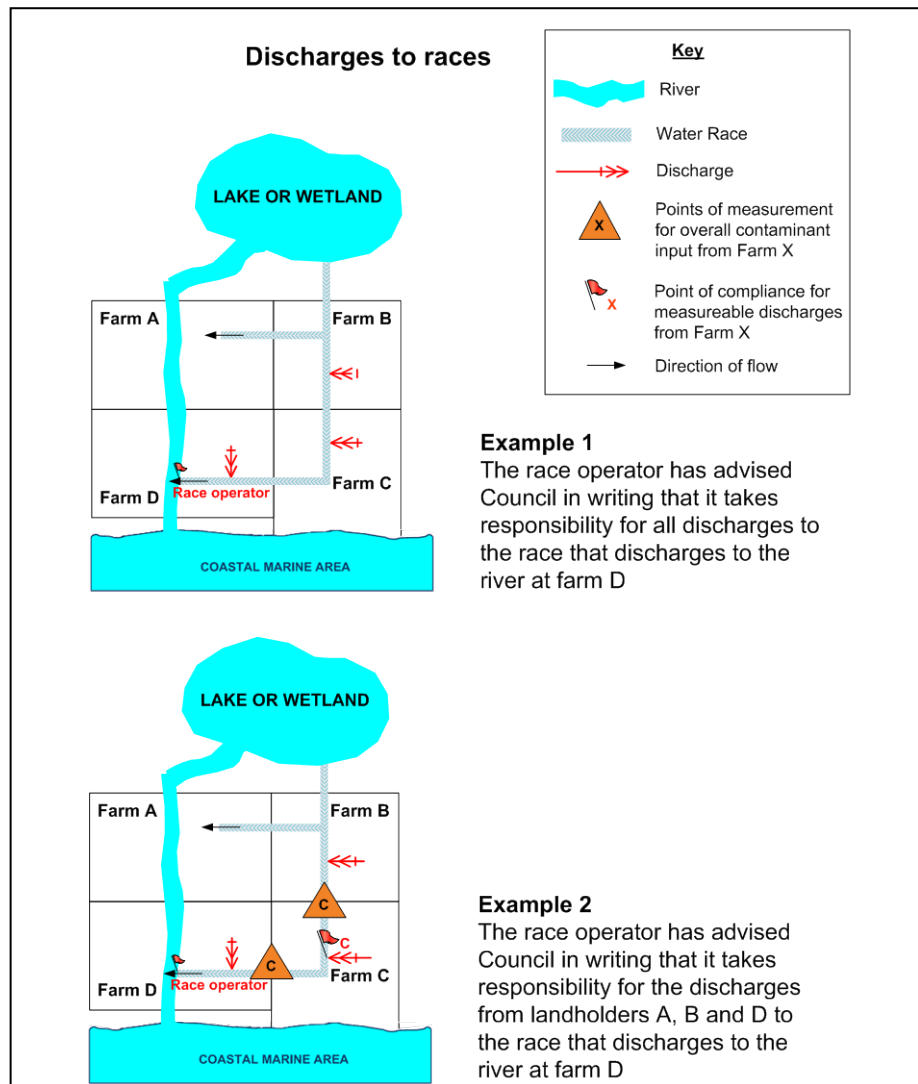 Discharges to races
Key
River
Water Race
Discharge
X
Points of measurement
for overall contaminant
input from Farm X
X
Point of compliance for
measureable discharges
from Farm X
Direction of flow
LAKE OR WETLAND
Farm A
Farm B
Farm D
Race operator
Farm C
COASTAL MARINE AREA
Example 1
The race operator has advised
Council in writing that it takes
responsibility for all discharges to
the race that discharges to the
river at farm D
LAKE OR WETLAND
Farm A
Farm B
C
C
C
Farm D
Race operator
Farm C
COASTAL MARINE AREA
Example 2
The race operator has advised
Council in writing that it takes
responsibility for the discharges
from landholders A, B and D to
the race that discharges to the
river at farm D